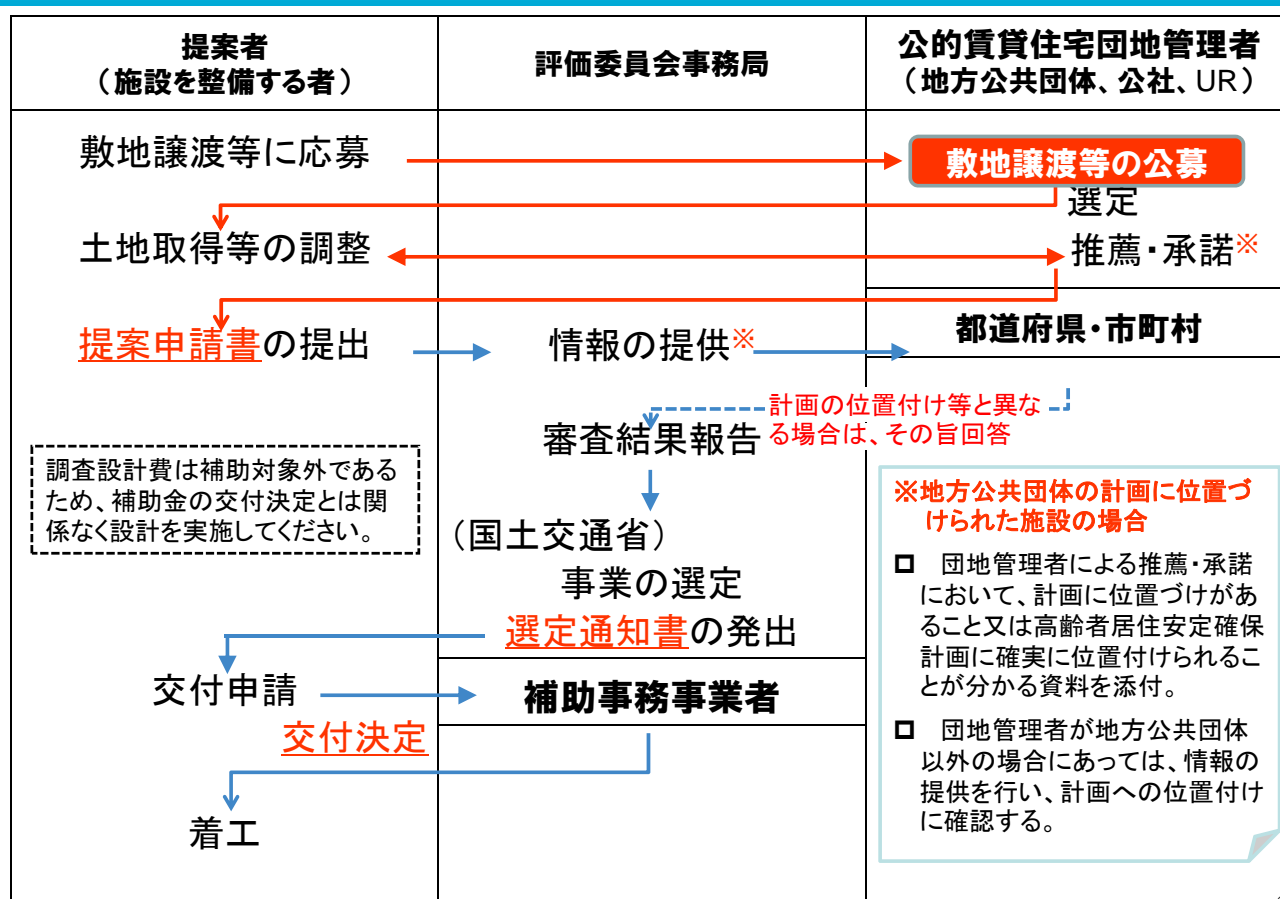 提案者
（施設を整備する者）
評価委員会事務局
公的賃貸住宅団地管理者
（地方公共団体、公社、UR）
敷地譲渡等に応募
敷地譲渡等の公募
選定
土地取得等の調整
推薦・承諾※
提案申請書の提出
情報の提供※
都道府県・市町村
計画の位置付け等と異な
る場合は、その旨回答
審査結果報告
調査設計費は補助対象外である
ため、補助金の交付決定とは関
係なく設計を実施してください。
（国土交通省）
事業の選定
選定通知書の発出
※地方公共団体の計画に位置づ
けられた施設の場合
団地管理者による推薦・承諾
において、計画に位置づけがあ
ること又は高齢者居住安定確保
計画に確実に位置付けられるこ
とが分かる資料を添付。
団地管理者が地方公共団体
以外の場合にあっては、情報の
提供を行い、計画への位置付け
に確認する。
交付申請
補助事務事業者
交付決定
着工